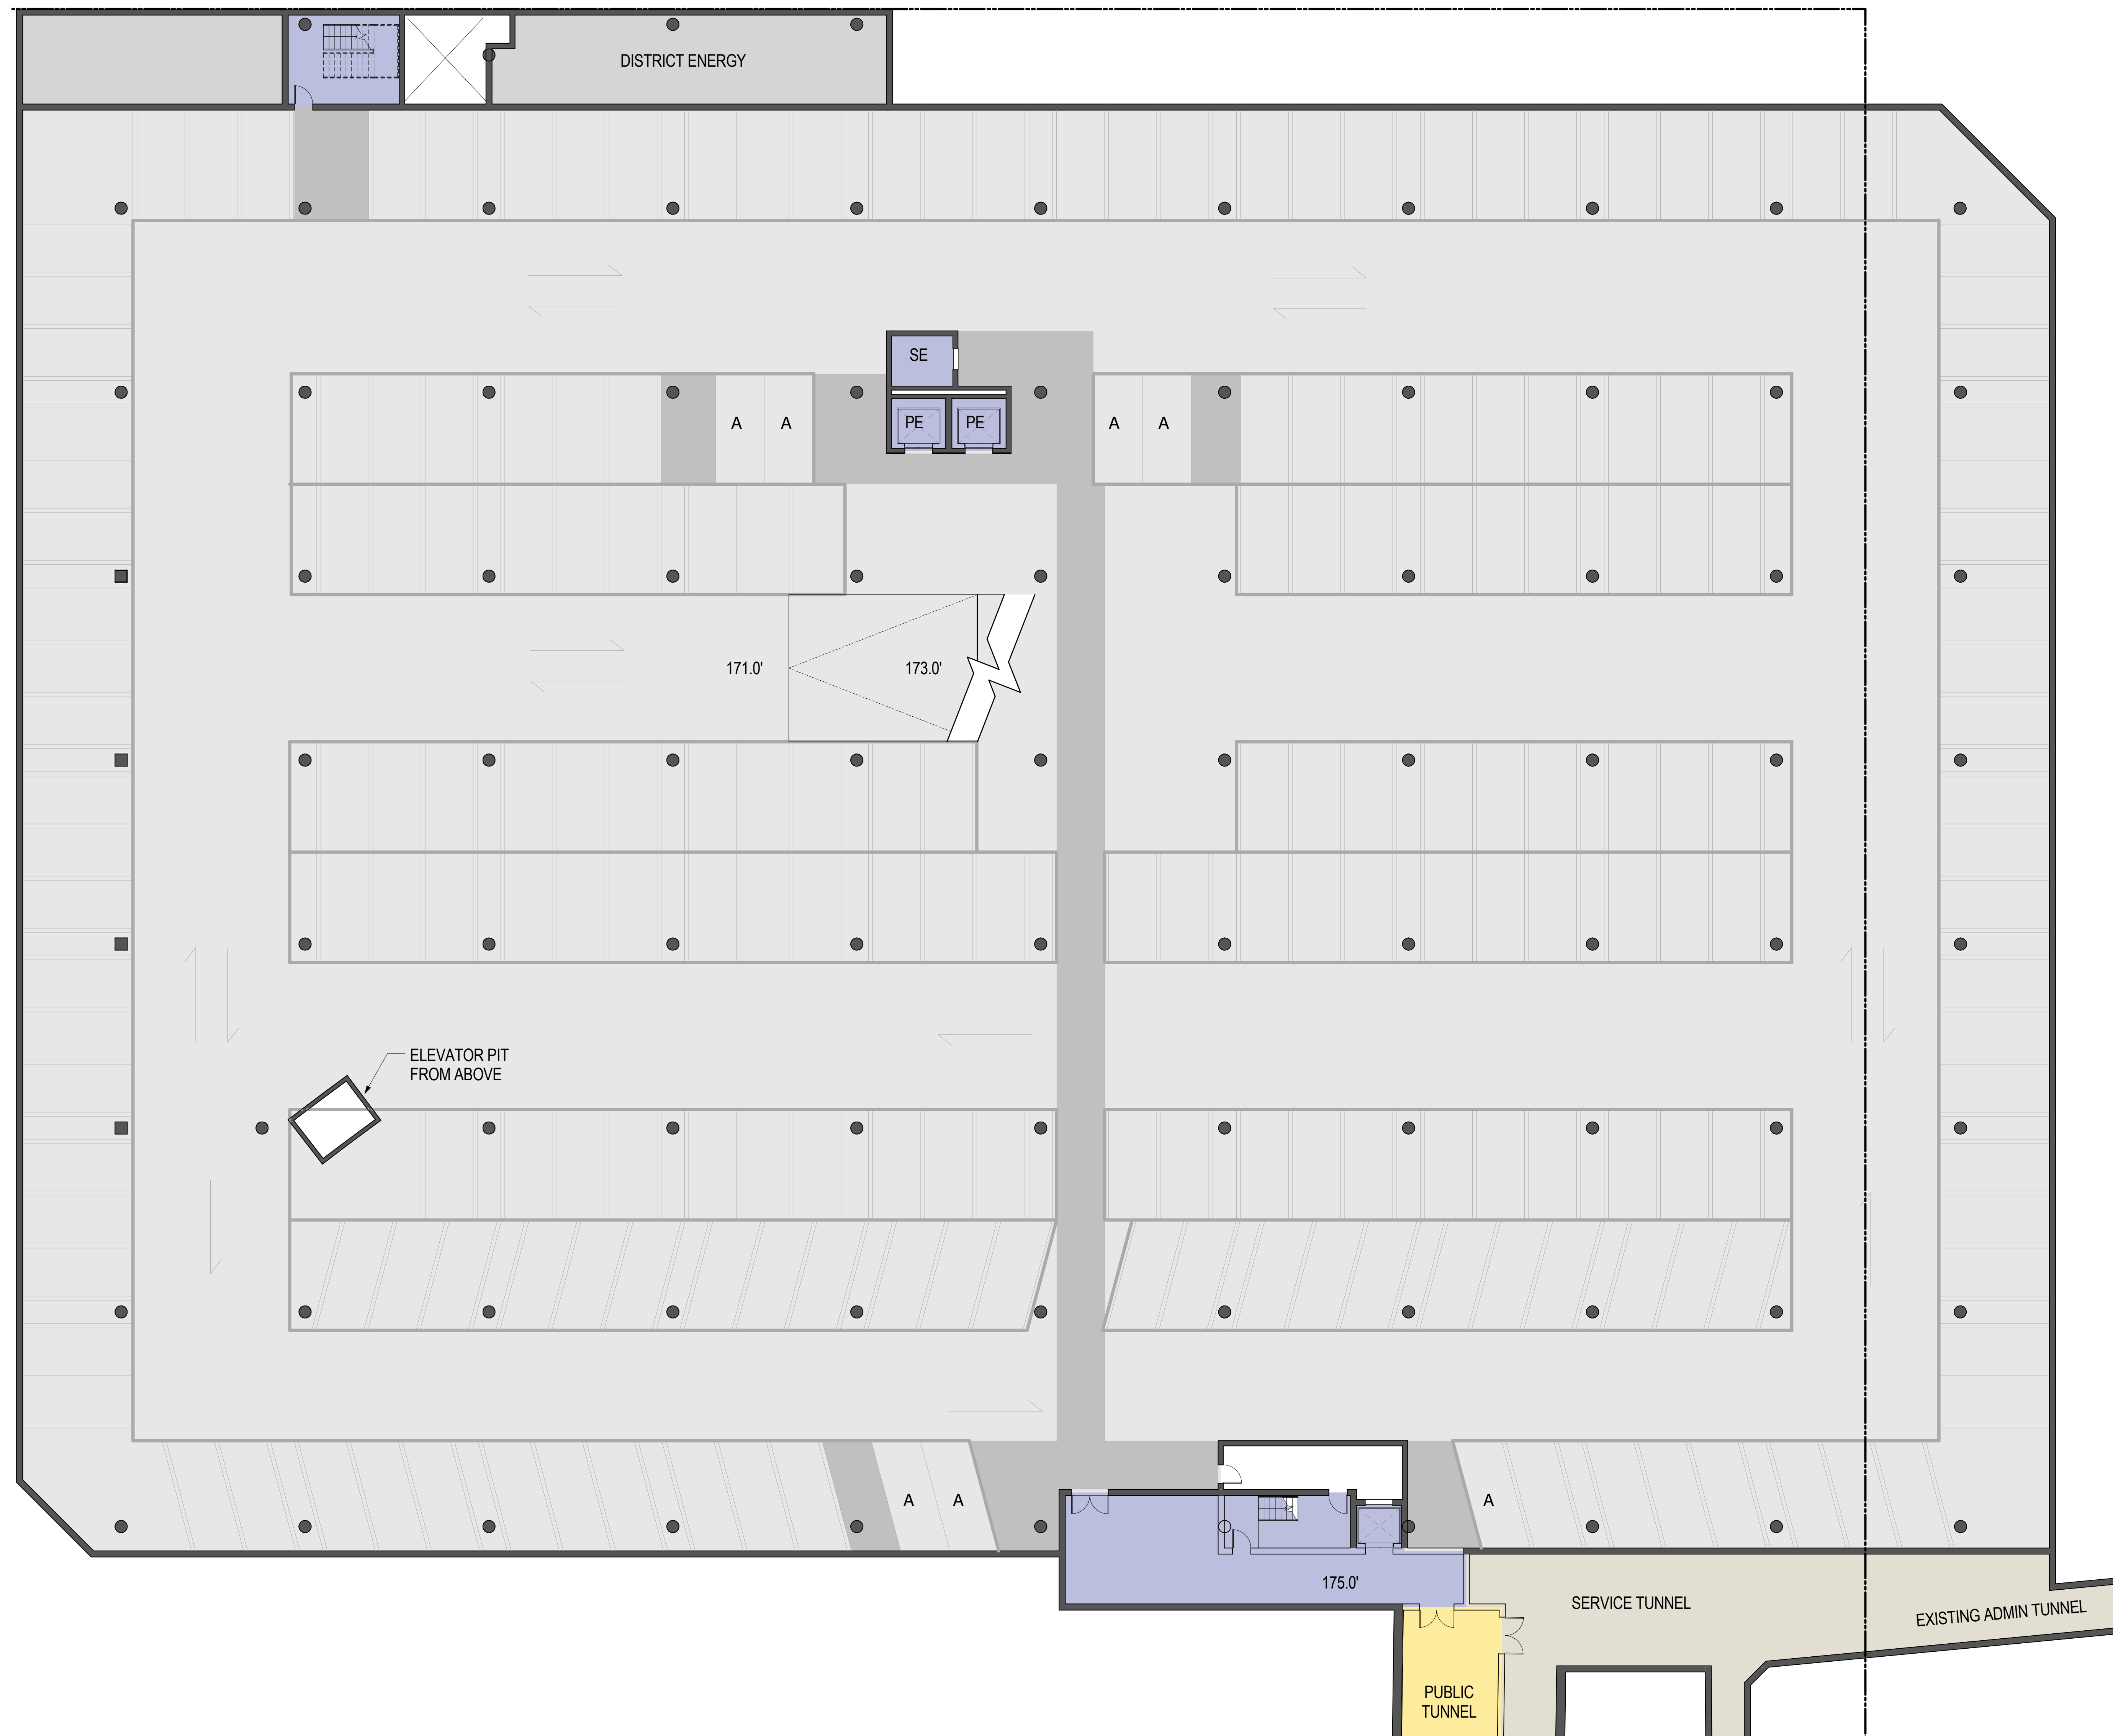 DISTRICT ENERGY
SE
PE
PE
A
A
A
A
171.0'
173.0'
ELEVATOR PIT
FROM ABOVE
A
A
A
175.0'
SERVICE TUNNEL
EXISTING ADMIN TUNNEL
PUBLIC
TUNNEL